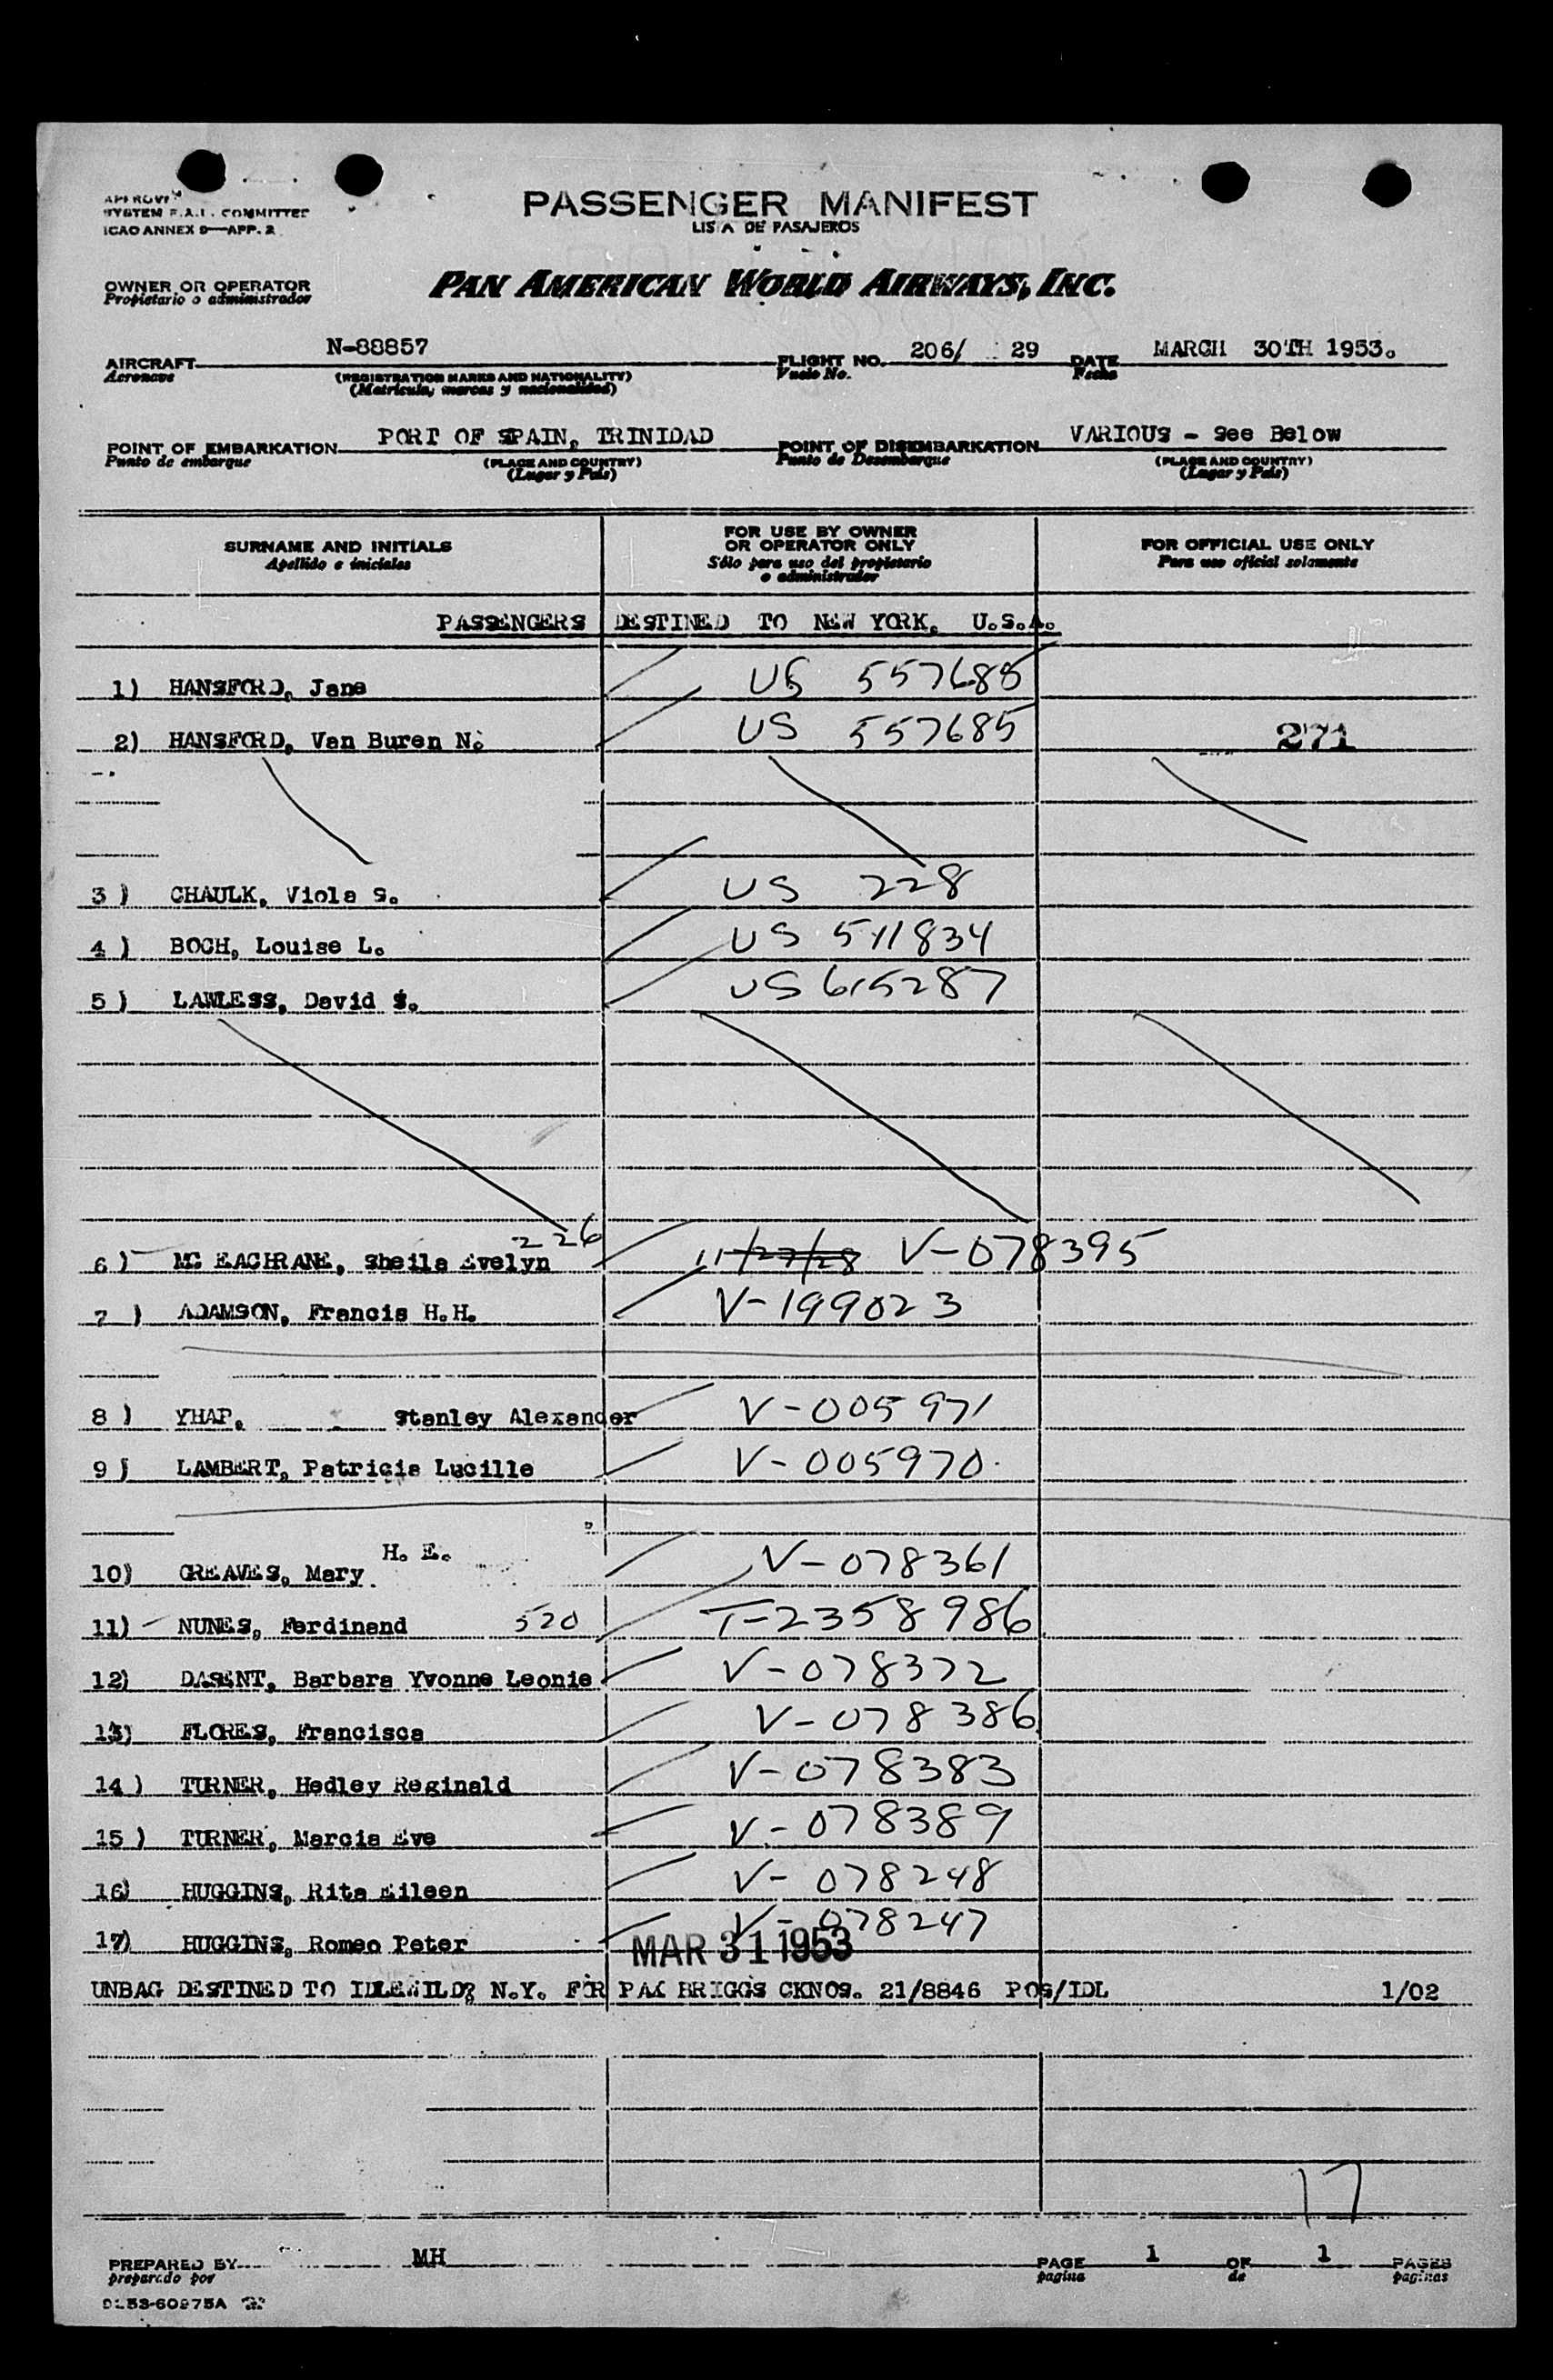 SYSTEM F.A.L. COMMITTEE
ICAO ANNEX 9—APP. 2
PASSENGER MANIFEST
LISTA DE PASAJEROS
OWNER OR OPERATOR
Propietario o administrador
PAN AMERICAN WORLD AIRWAYS, INC.
AIRCRAFT N-88857 FLIGHT NO. 206/ 29 DATE MARCH 30TH 1953.
Aeronave (REGISTRATION MARKS AND NATIONALITY) Vuelo No. Fecha
(Matricula, marcas y nacionalidad)
POINT OF EMBARKATION PORT OF SPAIN, TRINIDAD POINT OF DISEMBARKATION VARIOUS - See Below
Punto de embarque (PLACE AND COUNTRY) Punto de Desembarque (PLACE AND COUNTRY)
(Lugar y País) (Lugar y País)
SURNAME AND INITIALS FOR USE BY OWNER OR OPERATOR ONLY FOR OFFICIAL USE ONLY
Apellido e iniciales Sólo para uso del propietario o administrador Para uso oficial solamente
PASSENGERS DESTINED TO NEW YORK, U.S.A.
1) HANSFORD, Jane US 557685
2) HANSFORD, Van Buren N. US 557685 271
3 ) CHAULK, Viola S. US 228
4 ) BOCH, Louise L. US 511834
5 ) LAWLESS, David S. US 615287
226
6 ) MC EACHRANE, Sheila Evelyn 11/27/28 V-078395
7 ) ADAMSON, Francis H.H. V-199023
8 ) YHAP, Stanley Alexander V-005971
9 ) LAMBERT, Patricia Lucille V-005970
10) GREAVES, Mary H. E. V-078361
11) NUNES, Ferdinand 520 T-2358986
12) DASENT, Barbara Yvonne Leonie V-078372
13) FLORES, Francisca V-078386
14 ) TURNER, Hedley Reginald V-078383
15 ) TURNER, Marcia Eve V-078389
16) HUGGINS, Rita Eileen V-078248
17) HUGGINS, Romeo Peter V-078247
MAR 31 1953
UNBAG DESTINED TO IDLEWILD, N.Y. FOR PAX BRIGGS CKNOS. 21/8846 POS/IDL 1/02
17
PREPARED BY MH PAGE 1 OF 1 PAGES
preparado por pagina de paginas